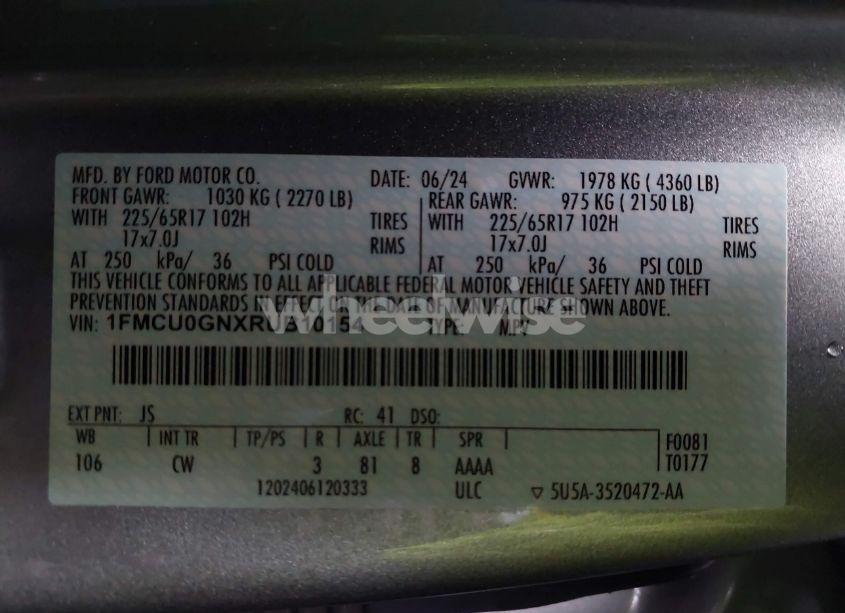 MFD. BY FORD MOTOR CO. DATE: 06/24 GVWR: 1978 KG ( 4360 LB)
FRONT GAWR: 1030 KG ( 2270 LB) REAR GAWR: 975 KG ( 2150 LB)
WITH 225/65R17 102H TIRES WITH 225/65R17 102H TIRES
17x7.0J RIMS 17x7.0J RIMS
AT 250 kPa/ 36 PSI COLD AT 250 kPa/ 36 PSI COLD
THIS VEHICLE CONFORMS TO ALL APPLICABLE FEDERAL MOTOR VEHICLE SAFETY AND THEFT
PREVENTION STANDARDS IN EFFECT ON THE DATE OF MANUFACTURE SHOWN ABOVE.
wheelwise
VIN: TYPE: MPV
EXT PNT: JS RC: 41 DSO:
WB INT TR TP/PS R AXLE TR SPR F0081
106 CW 3 81 8 AAAA T0177
1202406120333 ULC ▽ 5U5A-3520472-AA